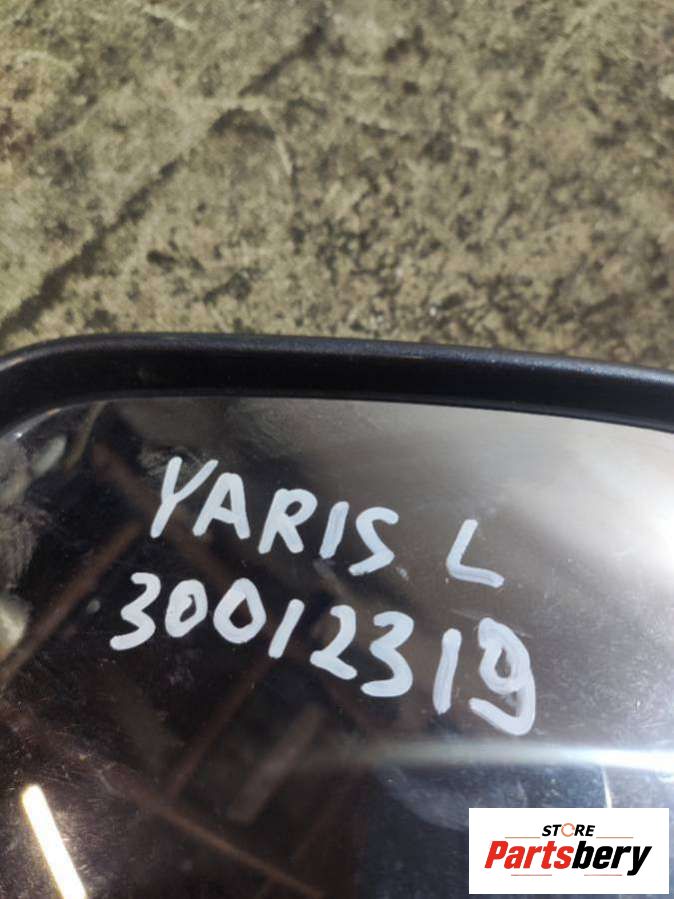 YARIS L
30012319
STORE
Partsbery